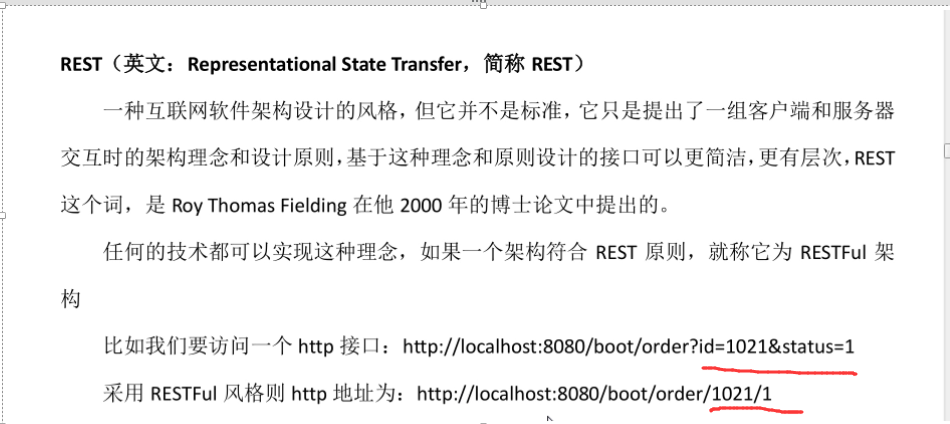 REST（英文：Representational State Transfer，简称 REST）
一种互联网软件架构设计的风格，但它并不是标准，它只是提出了一组客户端和服务器
交互时的架构理念和设计原则，基于这种理念和原则设计的接口可以更简洁，更有层次，REST
这个词，是 Roy Thomas Fielding 在他 2000 年的博士论文中提出的。
任何的技术都可以实现这种理念，如果一个架构符合 REST 原则，就称它为 RESTFul 架
构
比如我们要访问一个 http 接口：http://localhost:8080/boot/order?id=1021&status=1
采用 RESTFul 风格则 http 地址为：http://localhost:8080/boot/order/1021/1